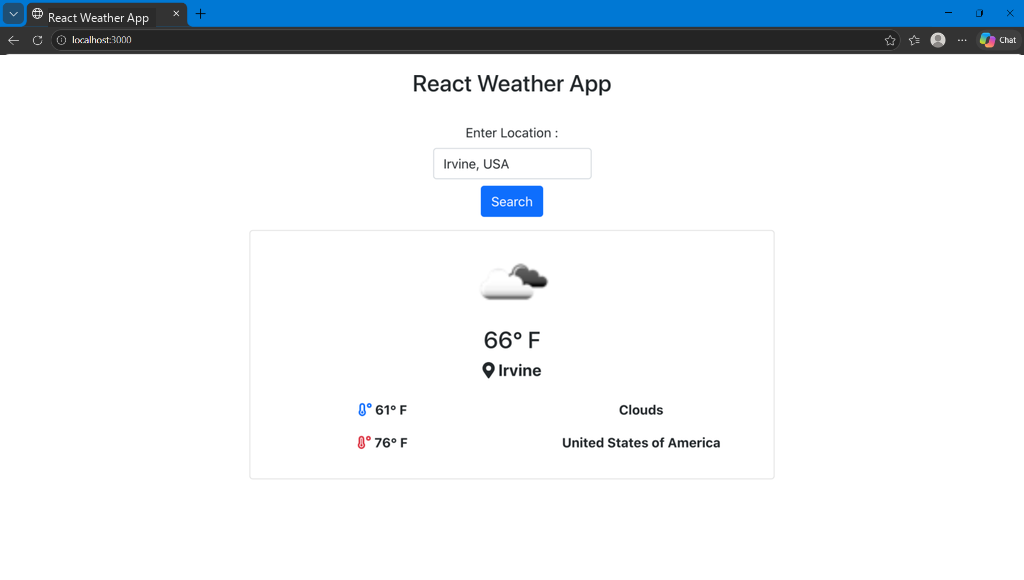 React Weather App
localhost:3000
Chat
React Weather App
Enter Location :
Irvine, USA
Search
66° F
Irvine
61° F
Clouds
76° F
United States of America